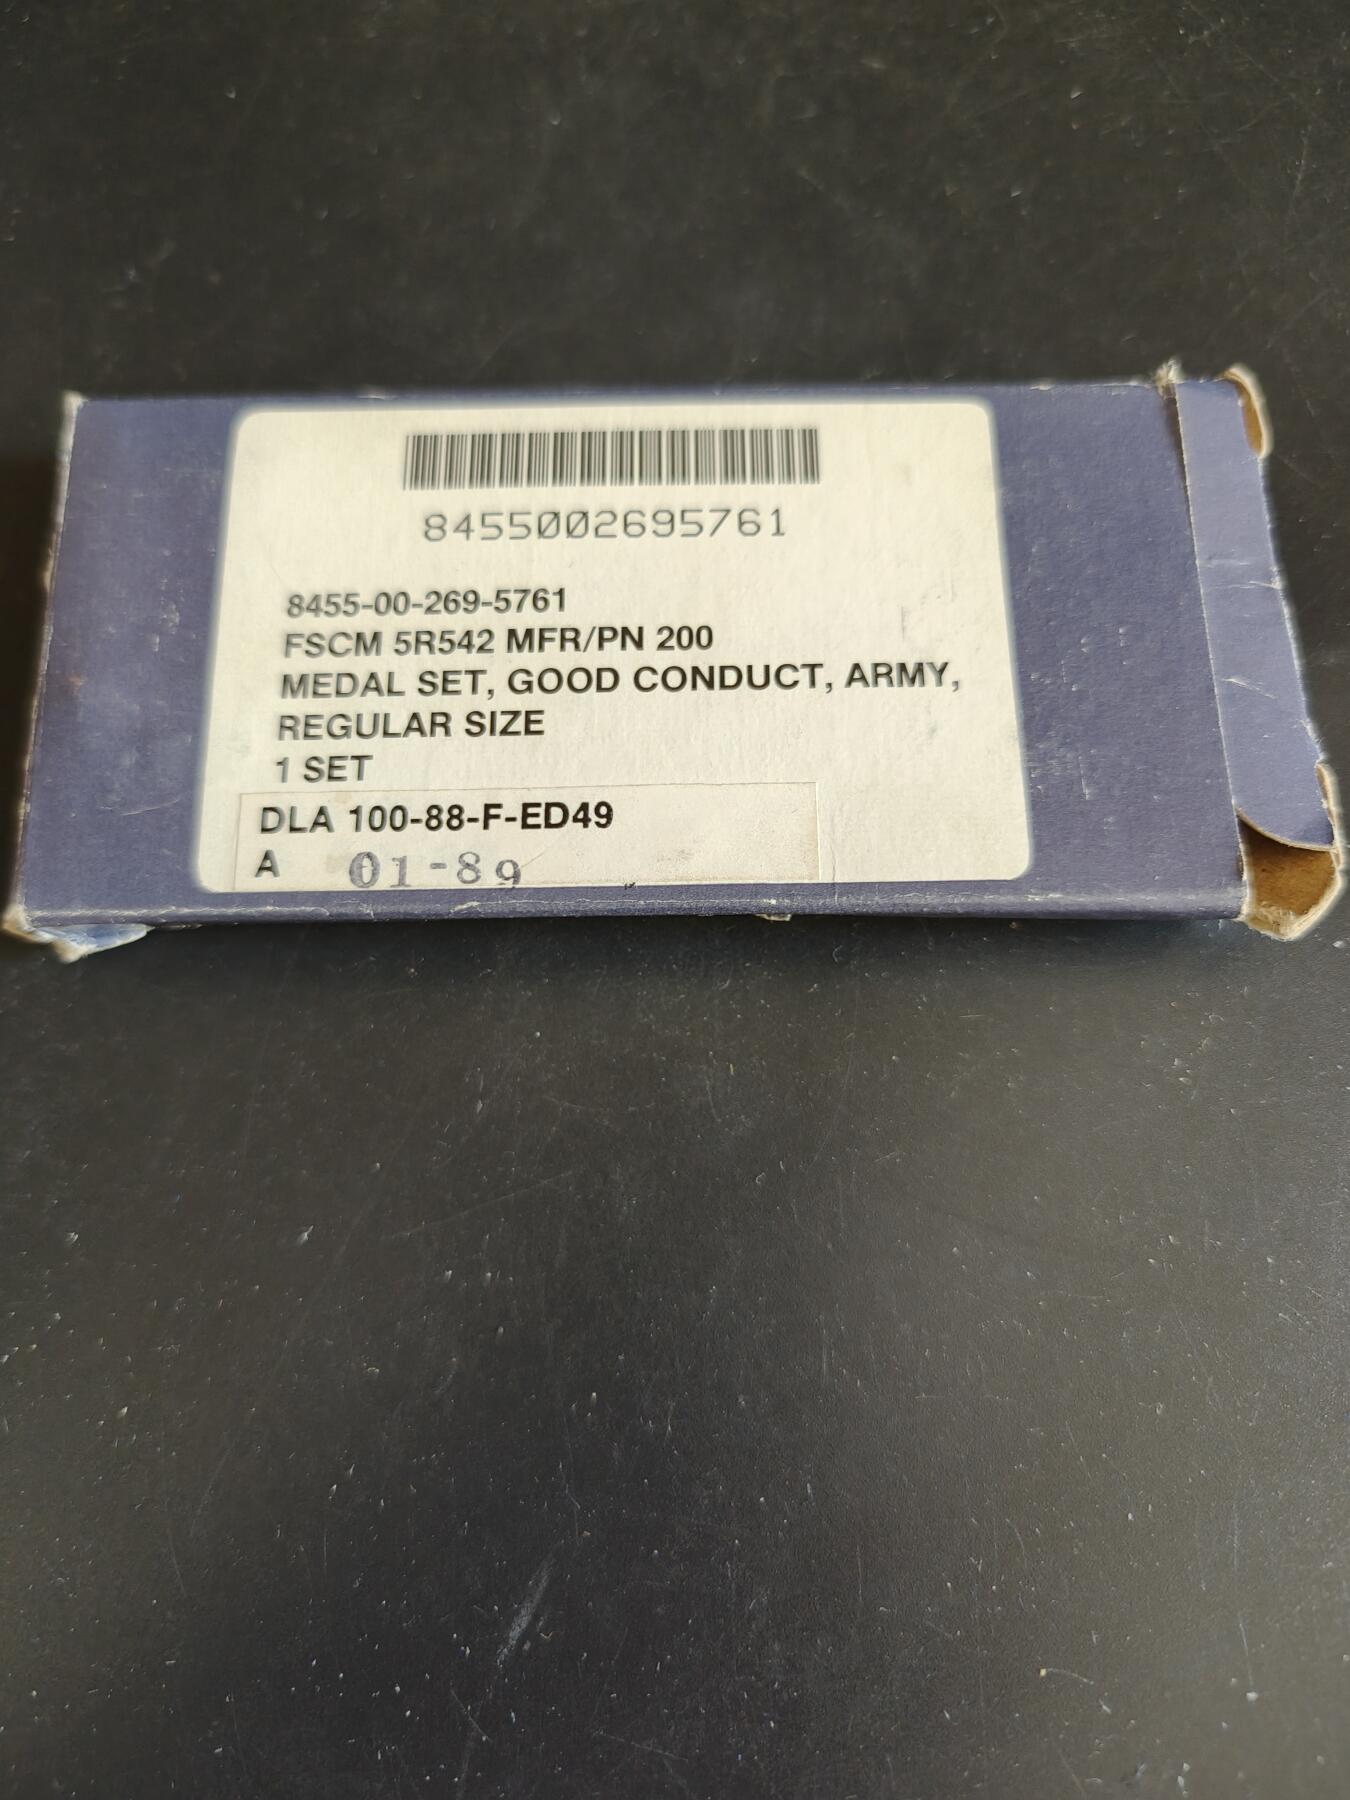 8455002695761
8455-00-269-5761
FSCM 5R542 MFR/PN 200
MEDAL SET, GOOD CONDUCT, ARMY,
REGULAR SIZE
1 SET
DLA 100-88-F-ED49
A 01-89